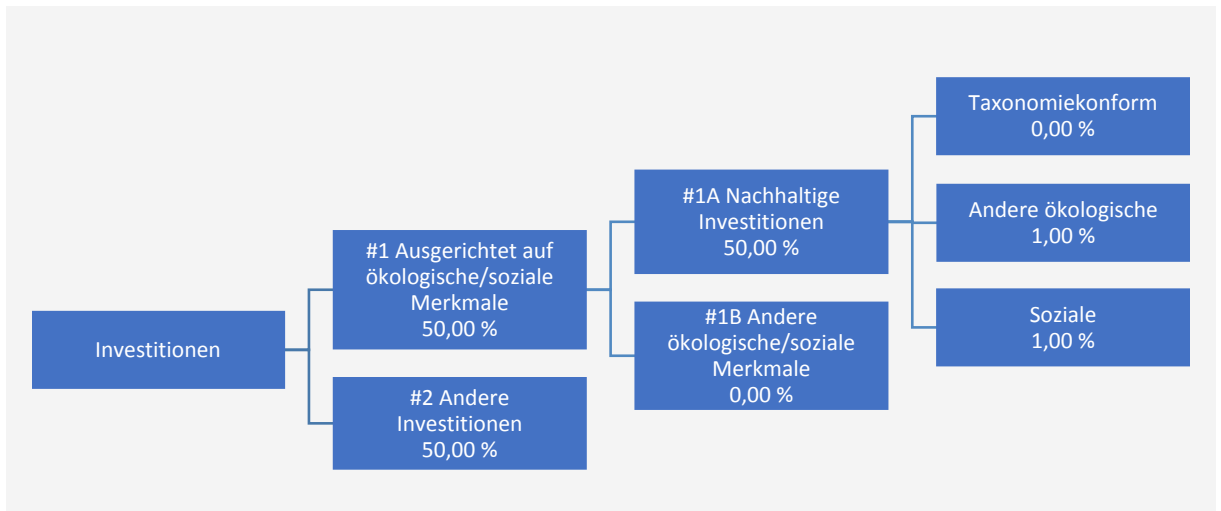 Investitionen
#1 Ausgerichtet auf
ökologische/soziale
Merkmale
50,00 %
#2 Andere
Investitionen
50,00 %
#1A Nachhaltige
Investitionen
50,00 %
#1B Andere
ökologische/soziale
Merkmale
0,00 %
Taxonomiekonform
0,00 %
Andere ökologische
1,00 %
Soziale
1,00 %